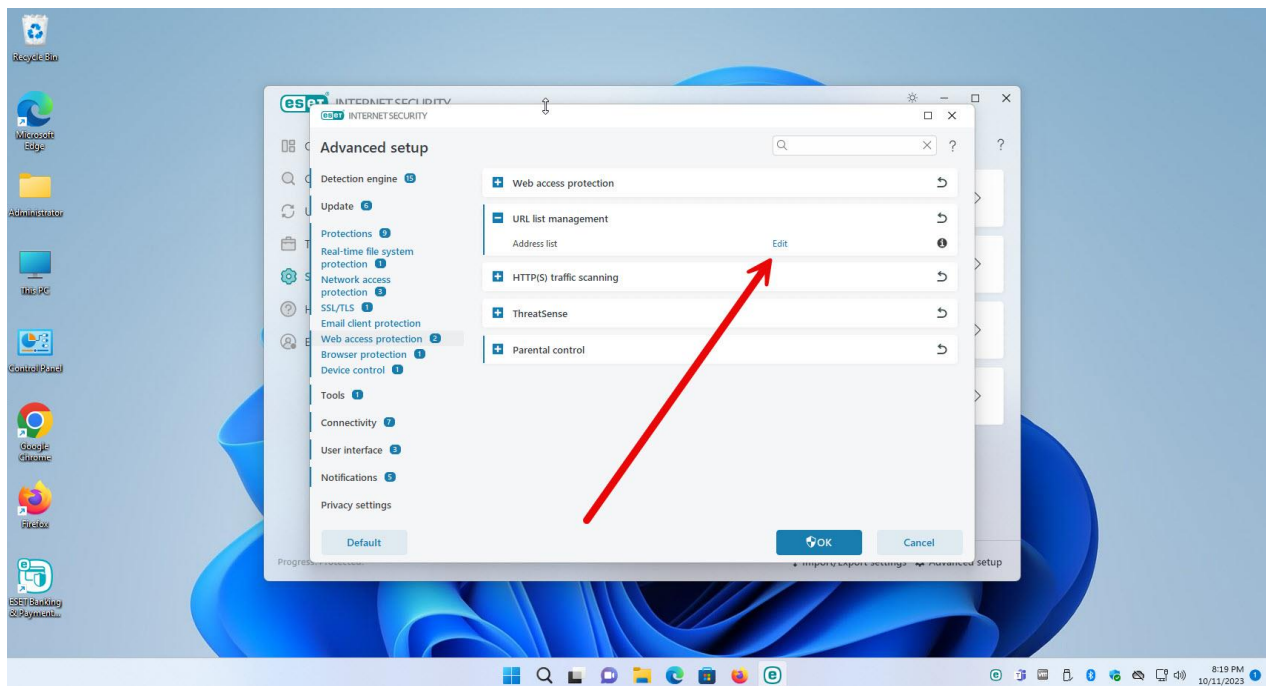 Recycle Bin
Microsoft
Edge
Administrator
This PC
Control Panel
Google
Chrome
Firefox
ESET Banking
& Payment...
INTERNET SECURITY
eset INTERNET SECURITY
Advanced setup
?
?
Detection engine 15
Update 6
Protections 9
Real-time file system
protection 1
Network access
protection 3
SSL/TLS 1
Email client protection
Web access protection 2
Browser protection 1
Device control 1
Tools 1
Connectivity 7
User interface 3
Notifications 5
Privacy settings
Web access protection
URL list management
Address list Edit
HTTP(S) traffic scanning
ThreatSense
Parental control
Default
OK
Cancel
Import/Export settings Advanced setup
8:19 PM
10/11/2023